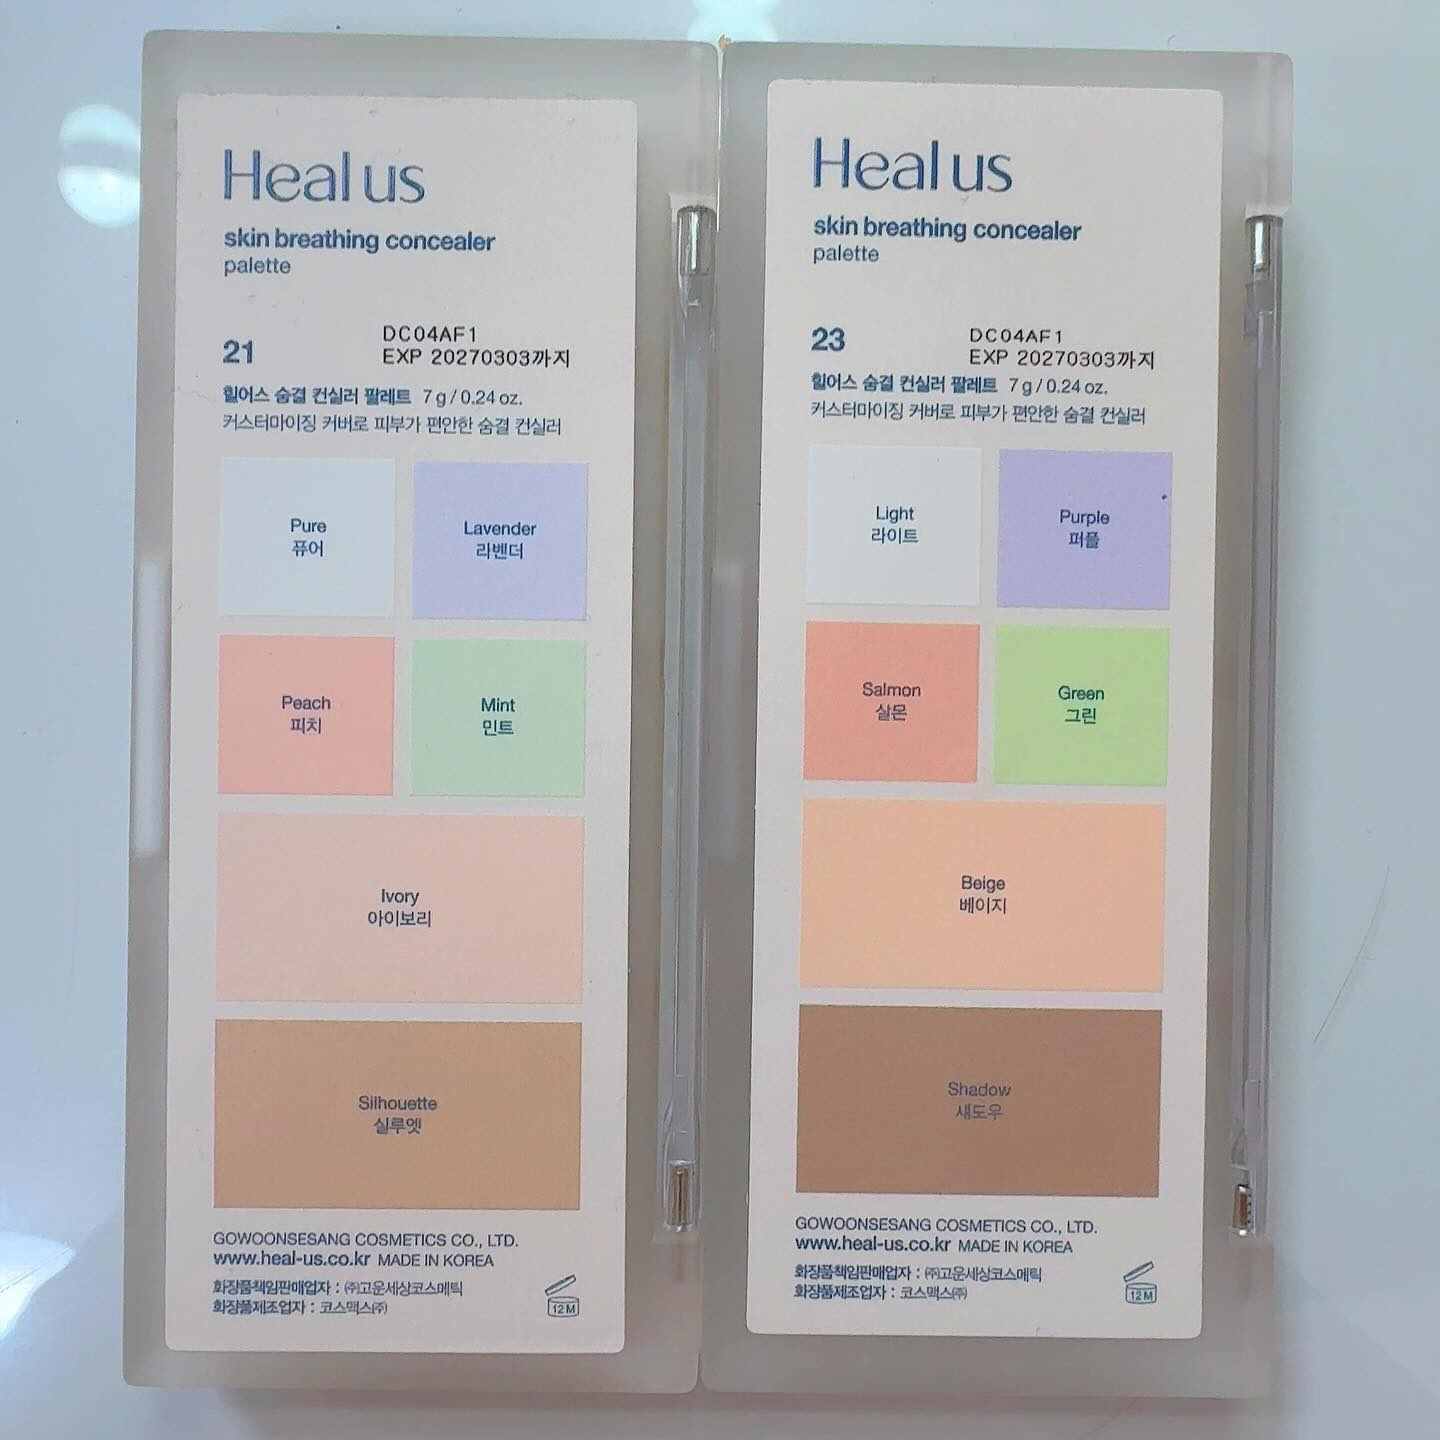 Heal us
skin breathing concealer
palette
21
DC04AF1
EXP 20270303까지
힐어스 숨결 컨실러 팔레트 7 g / 0.24 oz.
커스터마이징 커버로 피부가 편안한 숨결 컨실러
Pure
퓨어
Lavender
라벤더
Peach
피치
Mint
민트
Ivory
아이보리
Silhouette
실루엣
GOWOONSESANG COSMETICS CO., LTD.
www.heal-us.co.kr MADE IN KOREA
화장품책임판매업자 : ㈜고운세상코스메틱
화장품제조업자 : 코스맥스㈜
12M
Heal us
skin breathing concealer
palette
23
DC04AF1
EXP 20270303까지
힐어스 숨결 컨실러 팔레트 7 g / 0.24 oz.
커스터마이징 커버로 피부가 편안한 숨결 컨실러
Light
라이트
Purple
퍼플
Salmon
살몬
Green
그린
Beige
베이지
Shadow
섀도우
GOWOONSESANG COSMETICS CO., LTD.
www.heal-us.co.kr MADE IN KOREA
화장품책임판매업자 : ㈜고운세상코스메틱
화장품제조업자 : 코스맥스㈜
12M